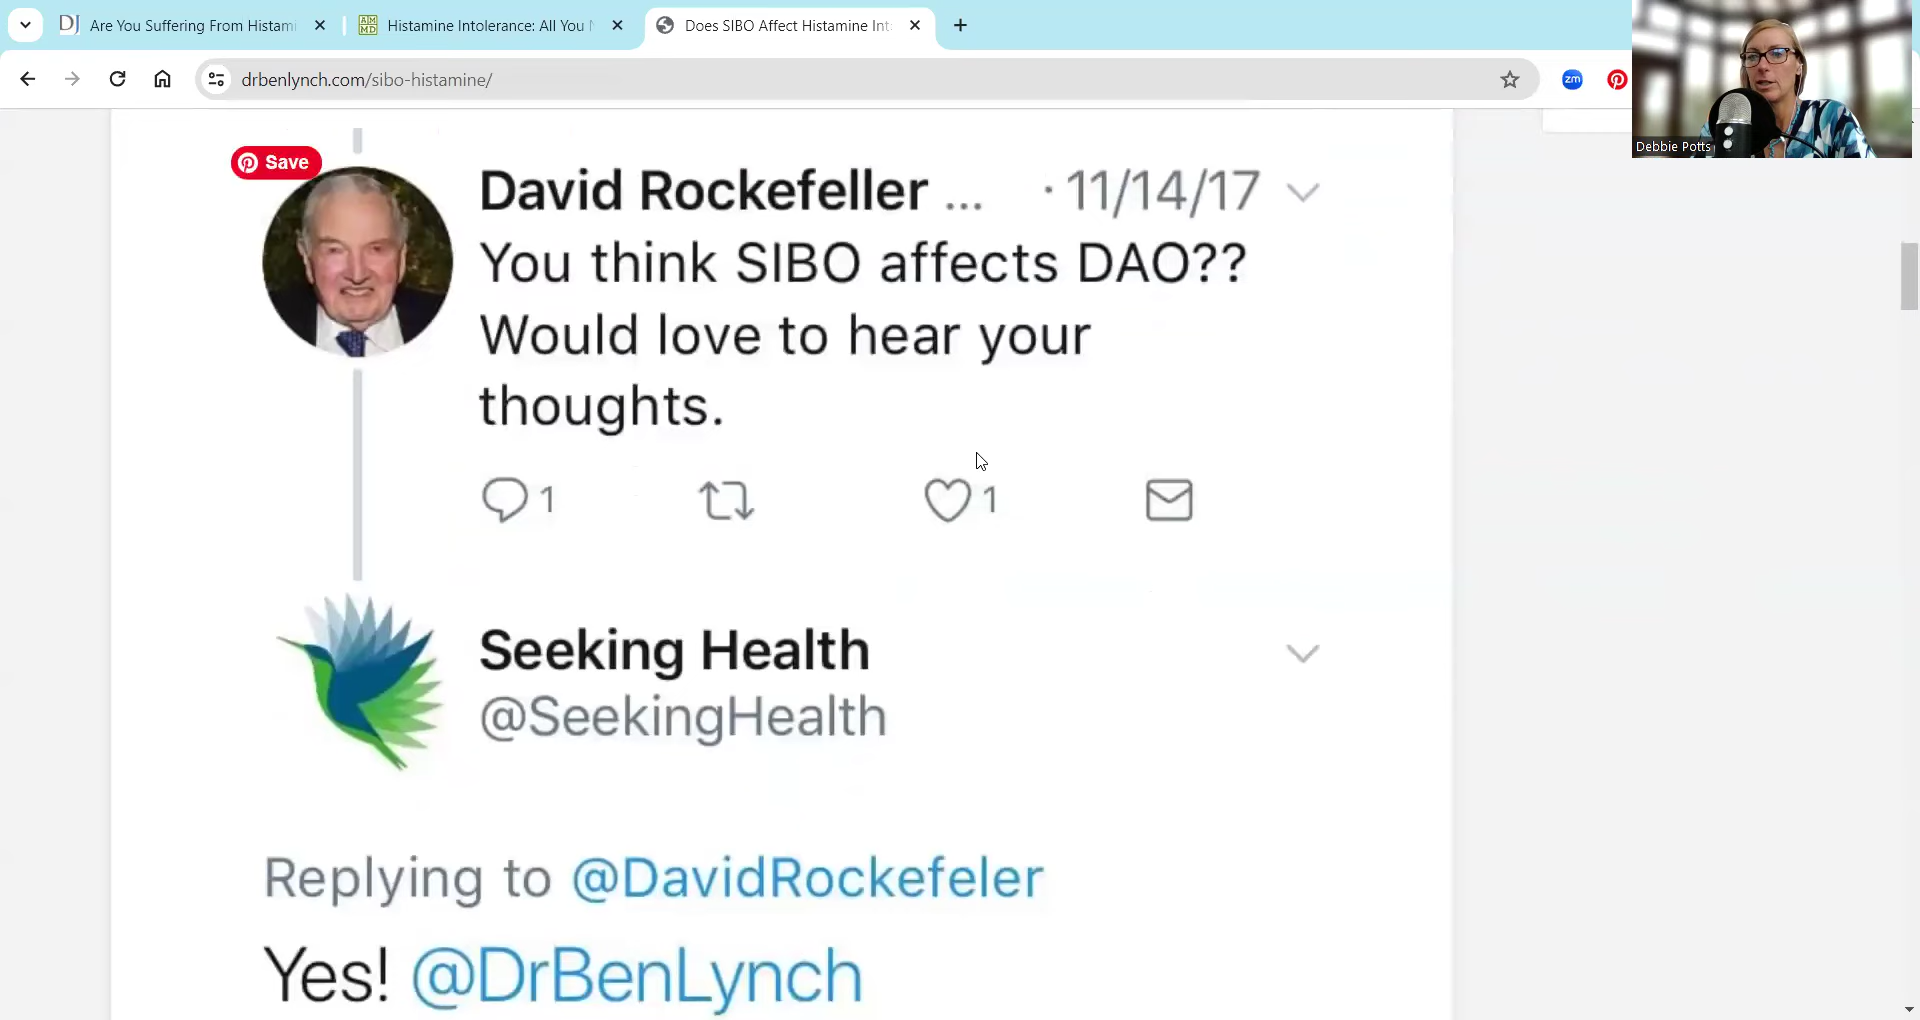 Are You Suffering From Histami
Histamine Intolerance: All You N
Does SIBO Affect Histamine Int
drbenlynch.com/sibo-histamine/
zm
Debbie Potts
Save
David Rockefeller ... · 11/14/17
You think SIBO affects DAO??
Would love to hear your
thoughts.
1
1
Seeking Health
@SeekingHealth
Replying to @DavidRockefeler
Yes! @DrBenLynch